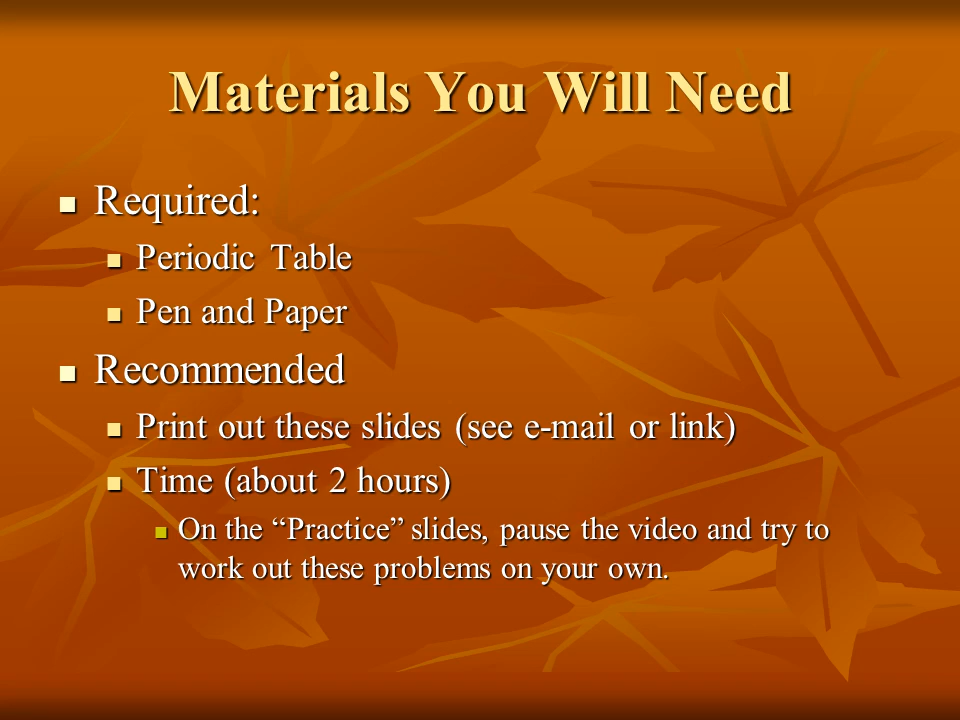 Materials You Will Need
Required:
Periodic Table
Pen and Paper
Recommended
Print out these slides (see e-mail or link)
Time (about 2 hours)
On the “Practice” slides, pause the video and try to
work out these problems on your own.